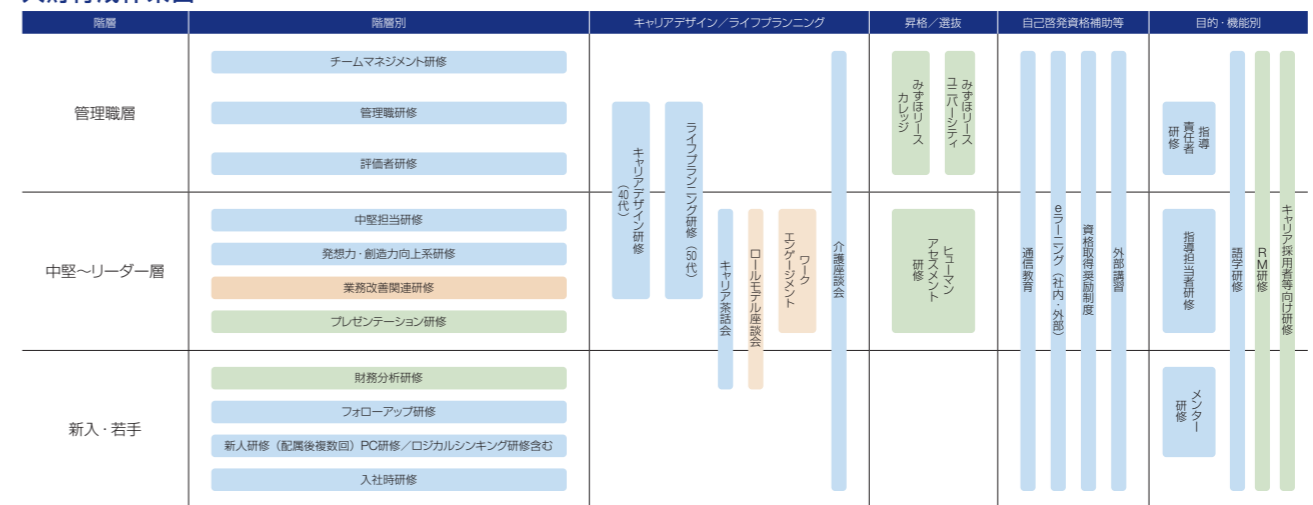 階層
階層別
キャリアデザイン／ライフプランニング
昇格／選抜
自己啓発資格補助等
目的・機能別
管理職層
チームマネジメント研修
管理職研修
評価者研修
中堅～リーダー層
中堅担当研修
発想力・創造力向上系研修
業務改善関連研修
プレゼンテーション研修
新入・若手
財務分析研修
フォローアップ研修
新人研修（配属後複数回）PC研修／ロジカルシンキング研修含む
入社時研修
キャリアデザイン研修
（40代）
ライフプランニング研修（50代）
キャリア茶話会
ロールモデル座談会
ワーク
エンゲージメント
介護座談会
みずほリース
カレッジ
みずほリース
ユニバーシティ
ヒューマン
アセスメント
研修
通信教育
eラーニング（社内・外部）
資格取得奨励制度
外部講習
指導
責任者
研修
指導担当者研修
メンター
研修
語学研修
RM研修
キャリア採用者等向け研修